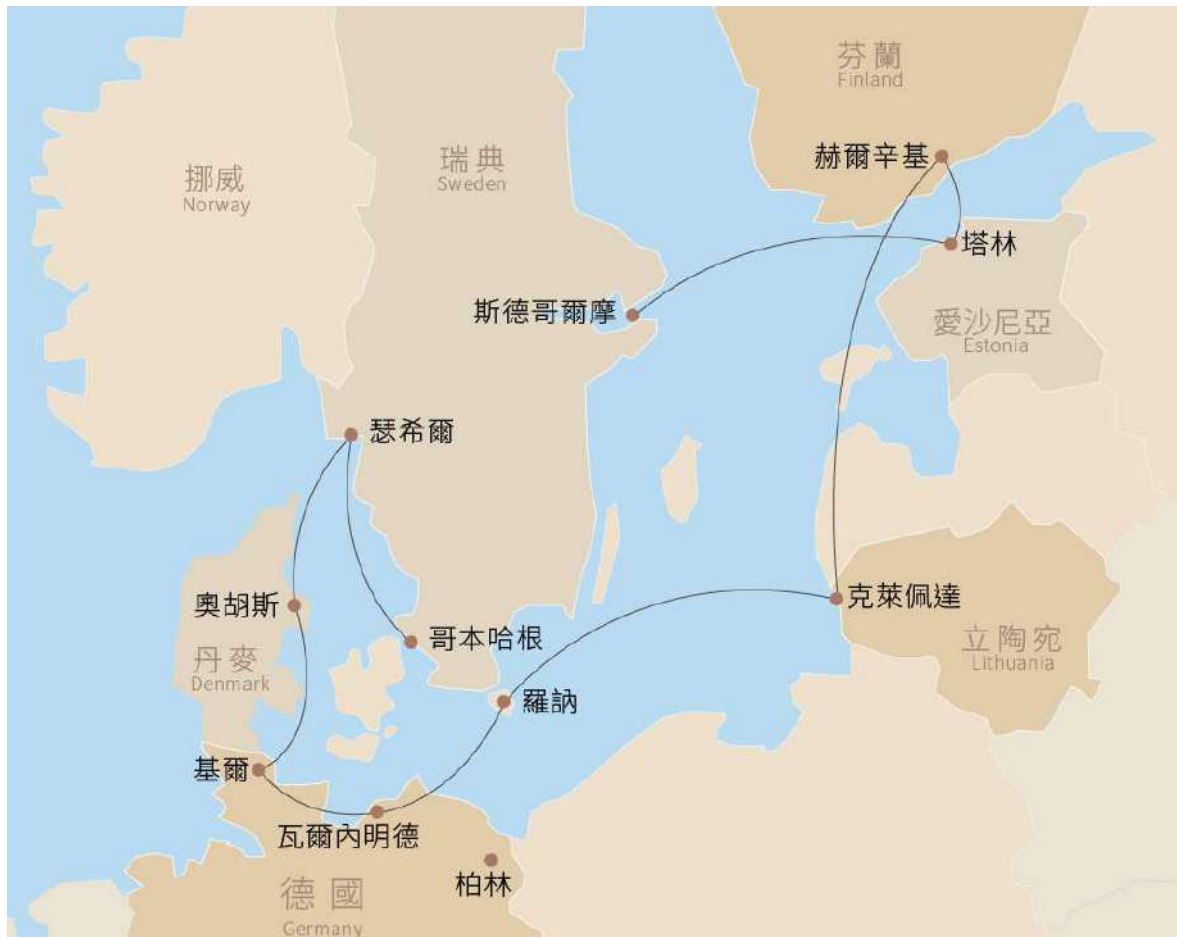 芬蘭
Finland
赫爾辛基
瑞典
Sweden
挪威
Norway
塔林
斯德哥爾摩
愛沙尼亞
Estonia
瑟希爾
奧胡斯
克萊佩達
哥本哈根
立陶宛
Lithuania
丹麥
Denmark
羅訥
基爾
瓦爾內明德
柏林
德國
Germany